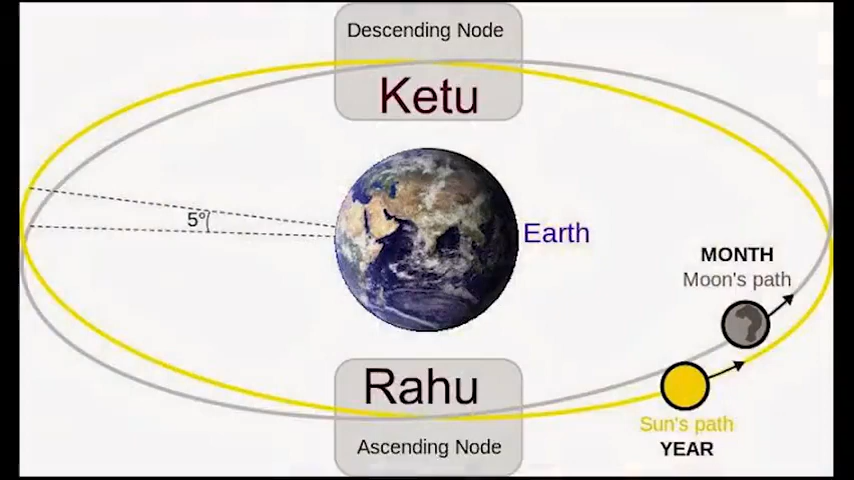 Descending Node
Ketu
5°
Earth
MONTH
Moon's path
Rahu
Ascending Node
Sun's path
YEAR